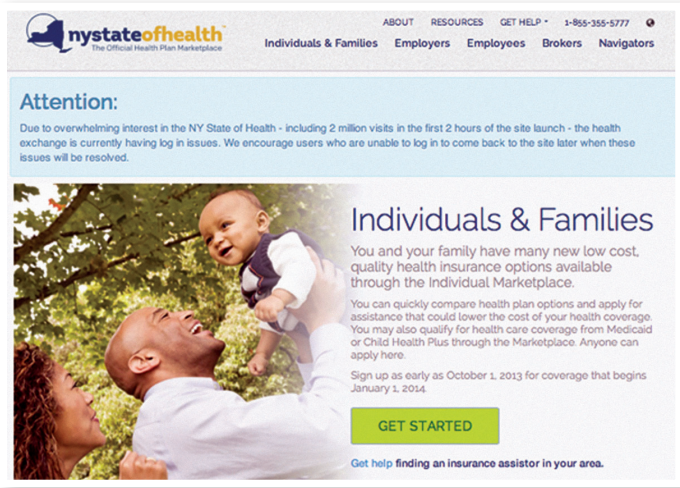 ABOUT RESOURCES GET HELP 1-855-355-5777
nystateofhealth™
The Official Health Plan Marketplace
Individuals & Families Employers Employees Brokers Navigators
Attention:
Due to overwhelming interest in the NY State of Health - including 2 million visits in the first 2 hours of the site launch - the health
exchange is currently having log in issues. We encourage users who are unable to log in to come back to the site later when these
issues will be resolved.
Individuals & Families
You and your family have many new low cost,
quality health insurance options available
through the Individual Marketplace.
You can quickly compare health plan options and apply for
assistance that could lower the cost of your health coverage.
You may also qualify for health care coverage from Medicaid
or Child Health Plus through the Marketplace. Anyone can
apply here.
Sign up as early as October 1, 2013 for coverage that begins
January 1, 2014.
GET STARTED
Get help finding an insurance assistor in your area.